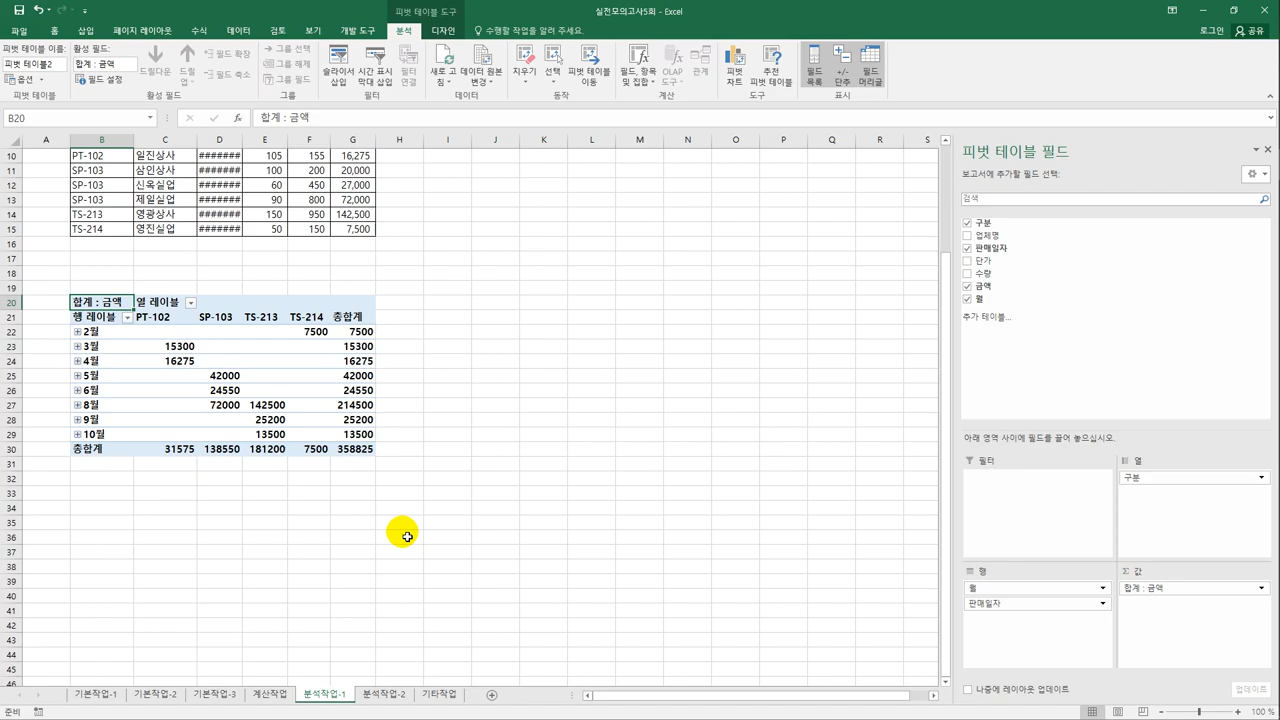 피벗 테이블 도구
실전모의고사5회 - Excel
파일 홈 삽입 페이지 레이아웃 수식 데이터 검토 보기 개발 도구 분석 디자인 수행할 작업을 알려 주세요. 로그인 공유
피벗 테이블 이름: 활성 필드:
피벗 테이블2 합계 : 금액
옵션 필드 설정
드릴다운 드릴업 필드 확장 필드 축소
그룹 선택
그룹 해제
그룹 필드
슬라이서 삽입 시간 표시 막대 삽입 필터 연결
새로 고침 데이터 원본 변경
지우기 선택 피벗 테이블 이동
필드, 항목 및 집합 OLAP 도구 관계
피벗 차트 추천 피벗 테이블
필드 목록 +/- 단추 필드 머리글
피벗 테이블 활성 필드 그룹 필터 데이터 동작 계산 도구 표시
B20 fx 합계 : 금액
A B C D E F G H I J K L M N O P Q R S
10 PT-102 일진상사 ####### 105 155 16,275
11 SP-103 삼인상사 ####### 100 200 20,000
12 SP-103 신옥실업 ####### 60 450 27,000
13 SP-103 제일실업 ####### 90 800 72,000
14 TS-213 영광상사 ####### 150 950 142,500
15 TS-214 영진실업 ####### 50 150 7,500
16
17
18
19
20 합계 : 금액 열 레이블
21 행 레이블 PT-102 SP-103 TS-213 TS-214 총합계
22 2월 7500 7500
23 3월 15300 15300
24 4월 16275 16275
25 5월 42000 42000
26 6월 24550 24550
27 8월 72000 142500 214500
28 9월 25200 25200
29 10월 13500 13500
30 총합계 31575 138550 181200 7500 358825
31
32
33
34
35
36
37
38
39
40
41
42
43
44
45
46
피벗 테이블 필드
보고서에 추가할 필드 선택:
검색
구분
업체명
판매일자
단가
수량
금액
월
추가 테이블...
아래 영역 사이에 필드를 끌어 놓으십시오.
필터 열
구분
행 Σ 값
월 합계 : 금액
판매일자
나중에 레이아웃 업데이트 업데이트
기본작업-1 기본작업-2 기본작업-3 계산작업 분석작업-1 분석작업-2 기타작업
준비 100 %